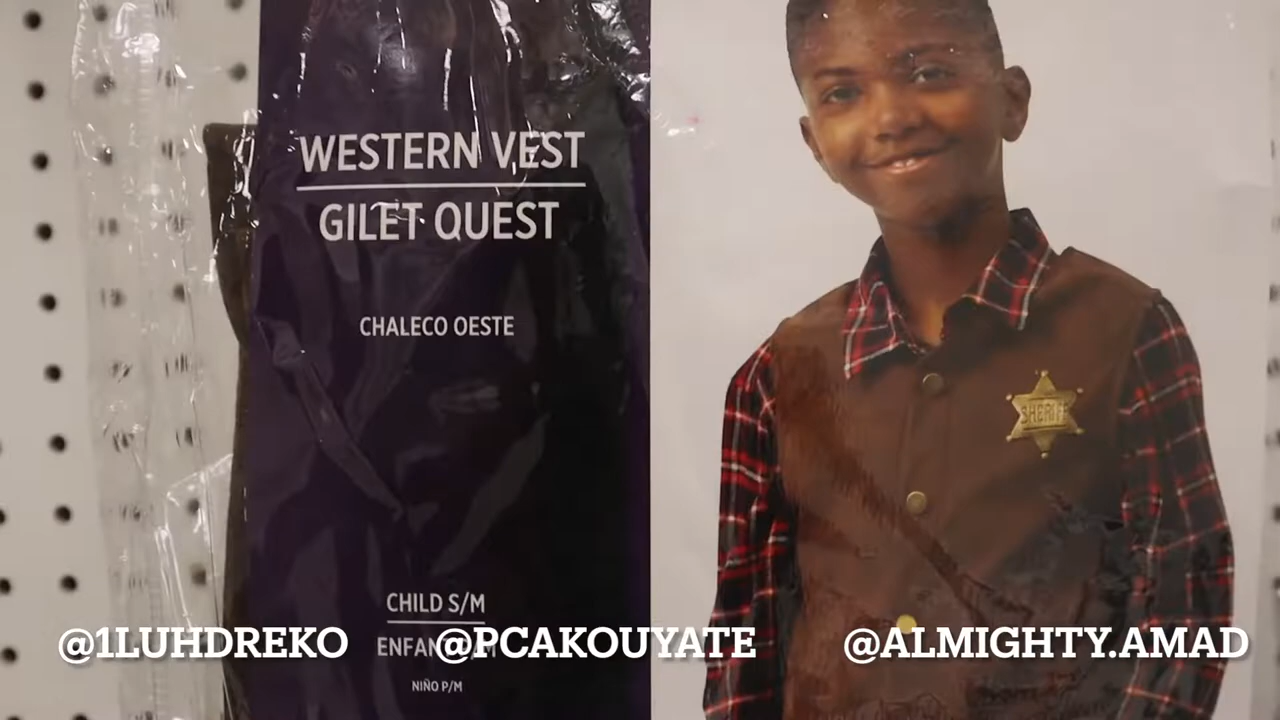 WESTERN VEST
GILET QUEST
CHALECO OESTE
SHERIFF
CHILD S/M
NIÑO P/M
@1LUHDREKO
@PCAKOUYATE
@ALMIGHTY.AMAD